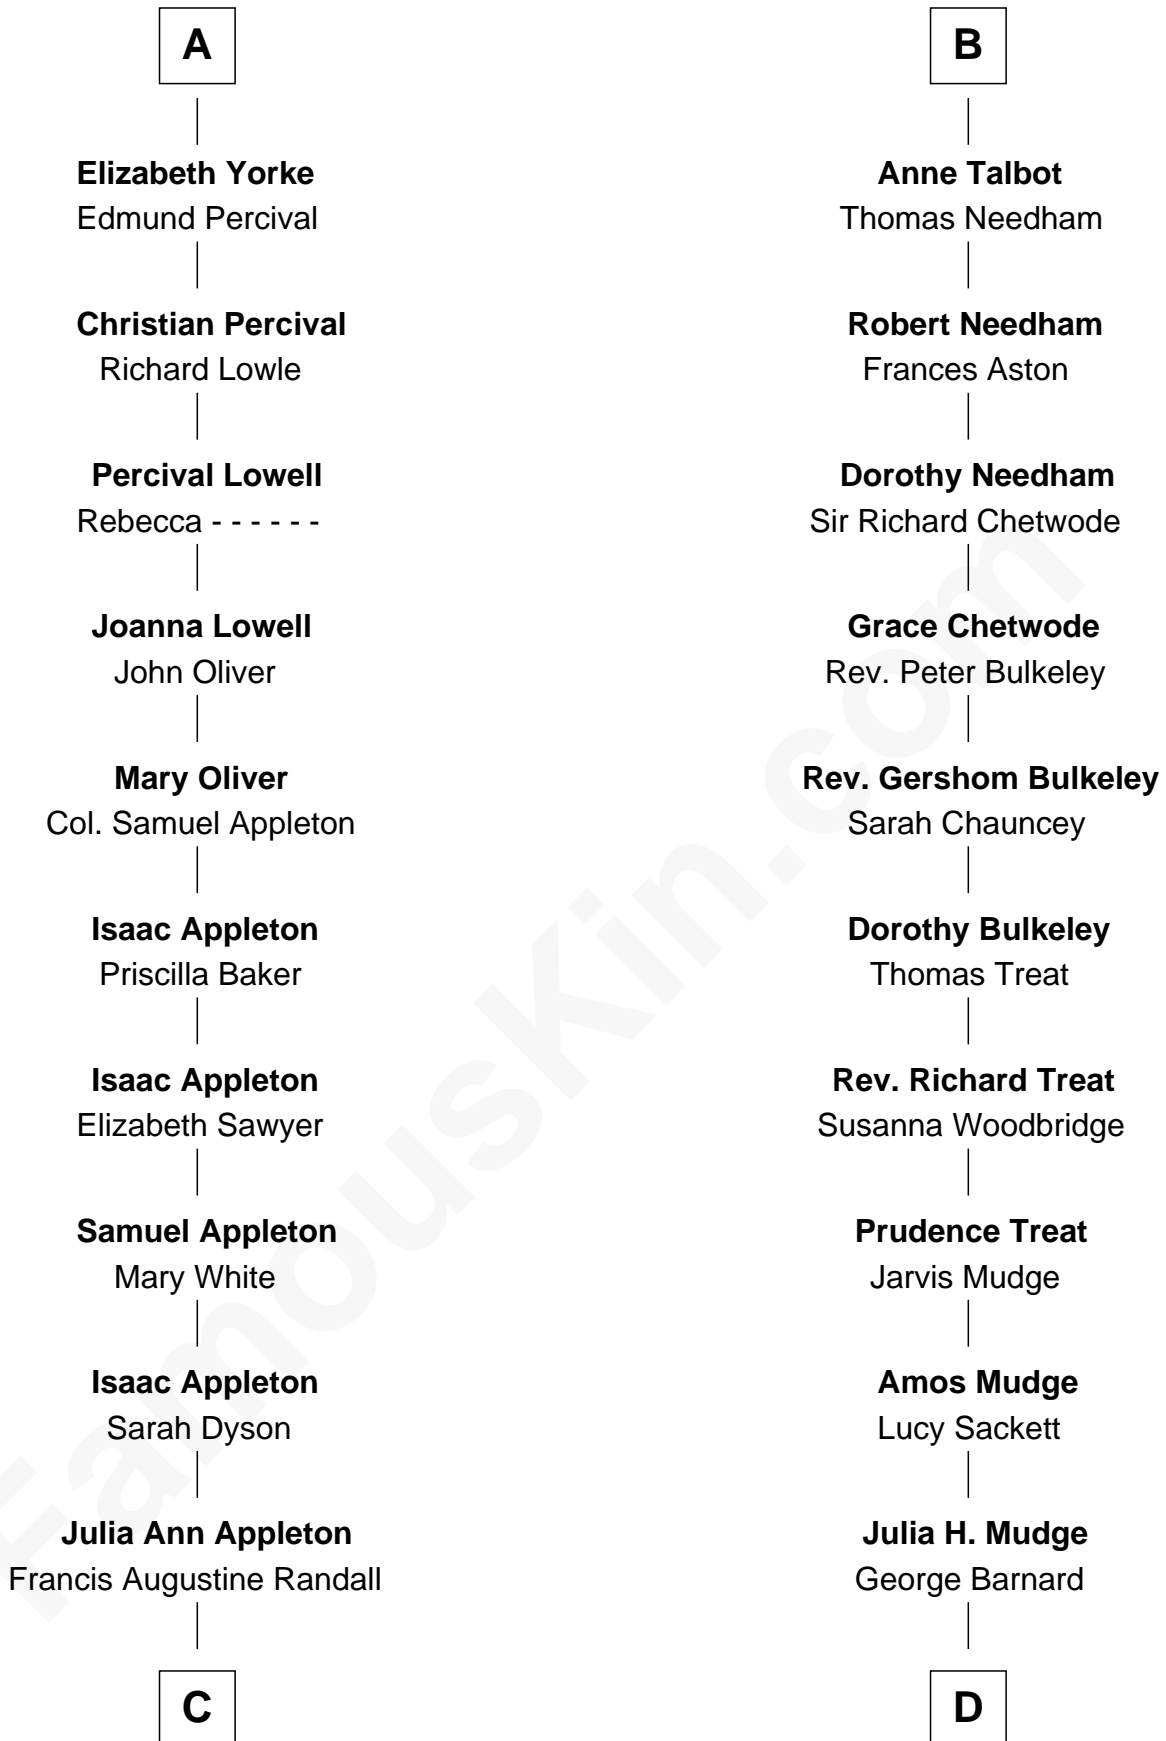 A
Elizabeth Yorke
Edmund Percival
Christian Percival
Richard Lowle
Percival Lowell
Rebecca - - - - - -
Joanna Lowell
John Oliver
Mary Oliver
Col. Samuel Appleton
Isaac Appleton
Priscilla Baker
Isaac Appleton
Elizabeth Sawyer
Samuel Appleton
Mary White
Isaac Appleton
Sarah Dyson
Julia Ann Appleton
Francis Augustine Randall
C
B
Anne Talbot
Thomas Needham
Robert Needham
Frances Aston
Dorothy Needham
Sir Richard Chetwode
Grace Chetwode
Rev. Peter Bulkeley
Rev. Gershom Bulkeley
Sarah Chauncey
Dorothy Bulkeley
Thomas Treat
Rev. Richard Treat
Susanna Woodbridge
Prudence Treat
Jarvis Mudge
Amos Mudge
Lucy Sackett
Julia H. Mudge
George Barnard
D
FamousKin.com